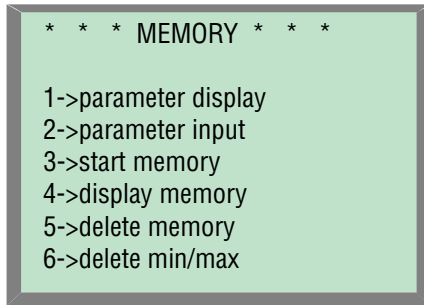 * * * MEMORY * * *
1->parameter display
2->parameter input
3->start memory
4->display memory
5->delete memory
6->delete min/max